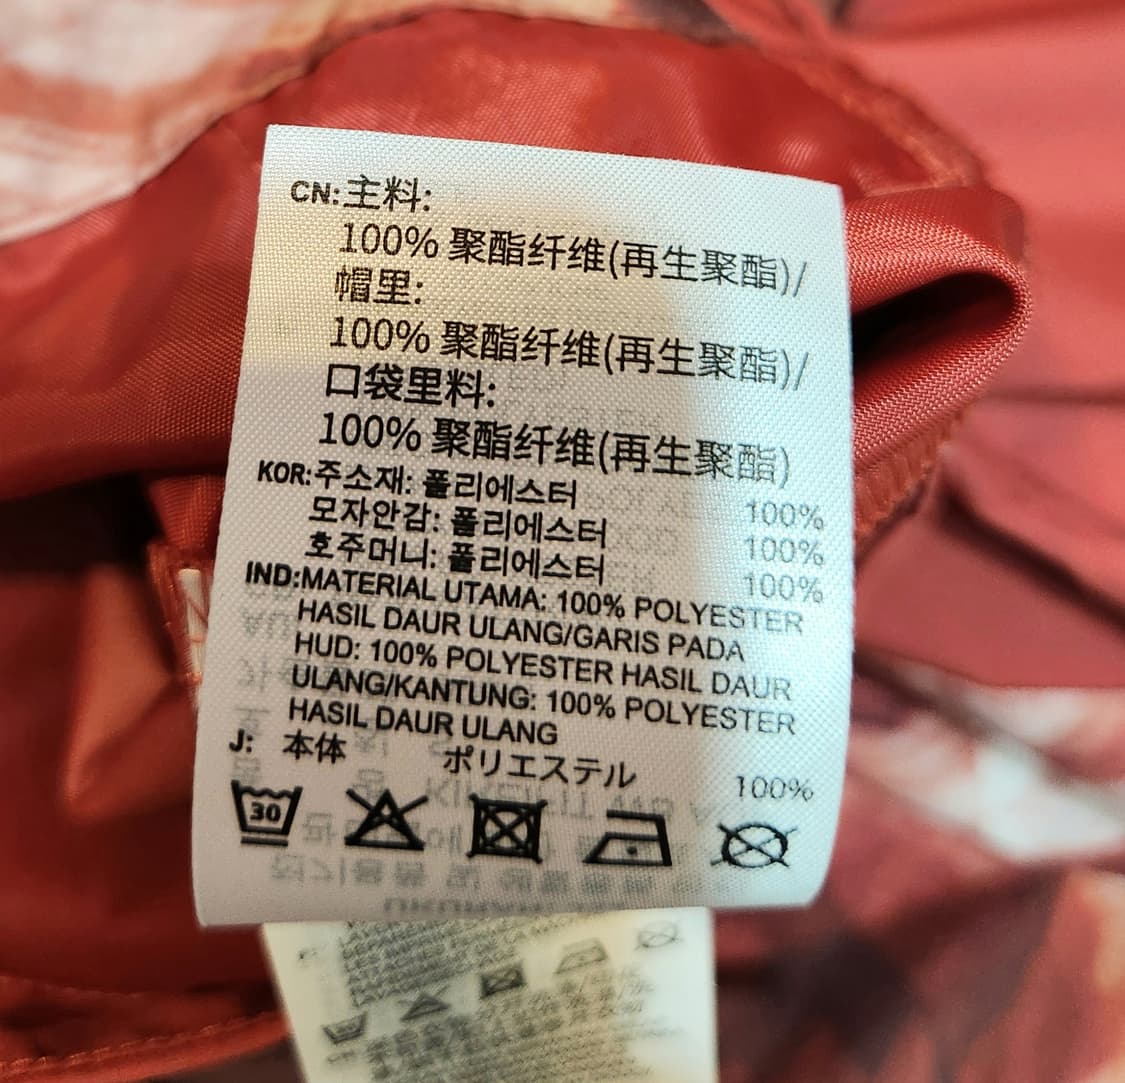 CN:主料:
100% 聚酯纤维(再生聚酯)/
帽里:
100% 聚酯纤维(再生聚酯)/
口袋里料:
100% 聚酯纤维(再生聚酯)
KOR:주소재: 폴리에스터 100%
모자안감: 폴리에스터 100%
호주머니: 폴리에스터 100%
IND:MATERIAL UTAMA: 100% POLYESTER
HASIL DAUR ULANG/GARIS PADA
HUD: 100% POLYESTER HASIL DAUR
ULANG/KANTUNG: 100% POLYESTER
HASIL DAUR ULANG
J: 本体 ポリエステル 100%
30